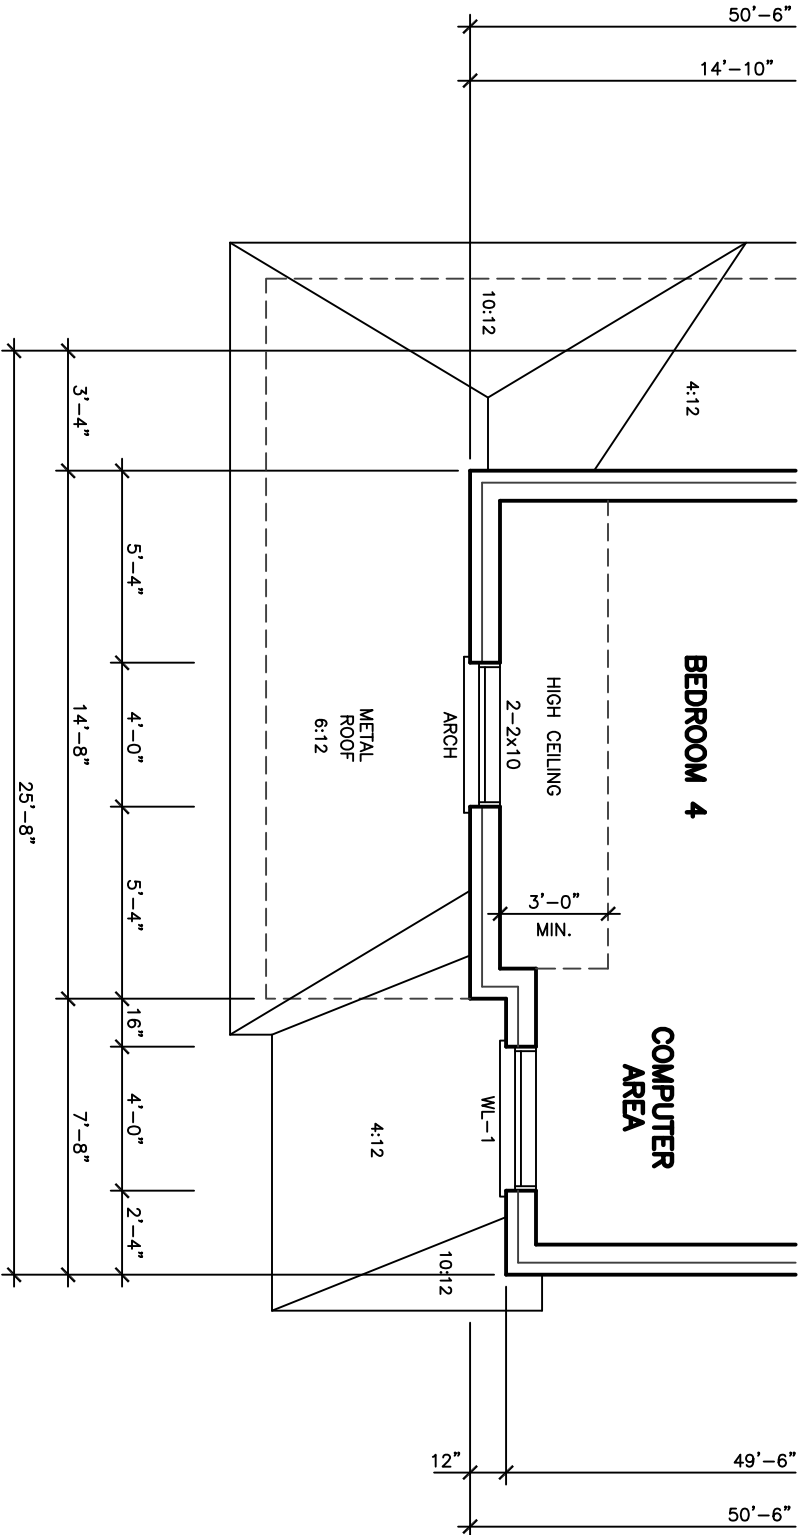 50'-6"
14'-10"
10:12
4:12
3'-4"
5'-4"
4'-0"
5'-4"
14'-8"
25'-8"
BEDROOM 4
HIGH CEILING
2-2x10
ARCH
METAL
ROOF
6:12
3'-0"
MIN.
COMPUTER
AREA
16"
4'-0"
2'-4"
7'-8"
WL-1
4:12
10:12
12"
49'-6"
50'-6"